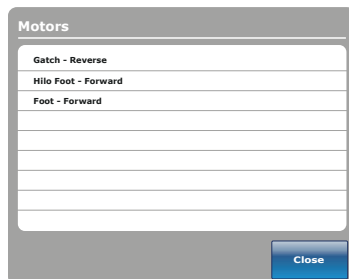 Motors
Gatch - Reverse
Hilo Foot - Forward
Foot - Forward
Close